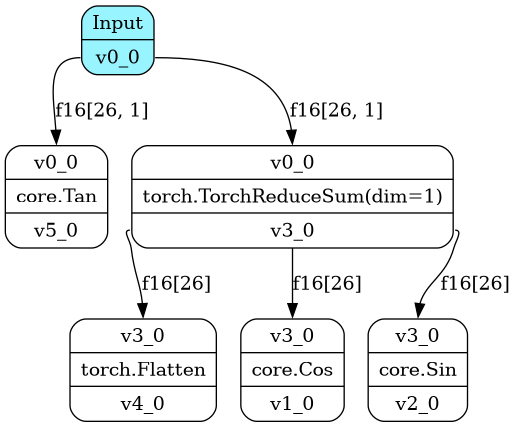 Input
v0_0
f16[26, 1]
f16[26, 1]
v0_0
core.Tan
v5_0
v0_0
torch.TorchReduceSum(dim=1)
v3_0
f16[26]
f16[26]
f16[26]
v3_0
torch.Flatten
v4_0
v3_0
core.Cos
v1_0
v3_0
core.Sin
v2_0